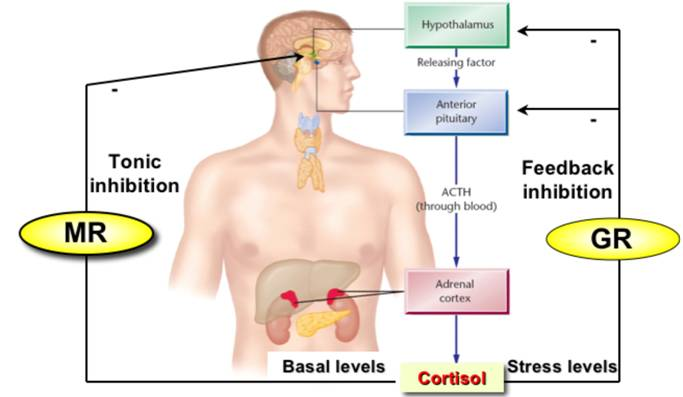 Hypothalamus
-
Releasing factor
-
Anterior
pituitary
-
Tonic
inhibition
Feedback
inhibition
ACTH
(through blood)
MR
GR
Adrenal
cortex
Basal levels
Cortisol
Stress levels